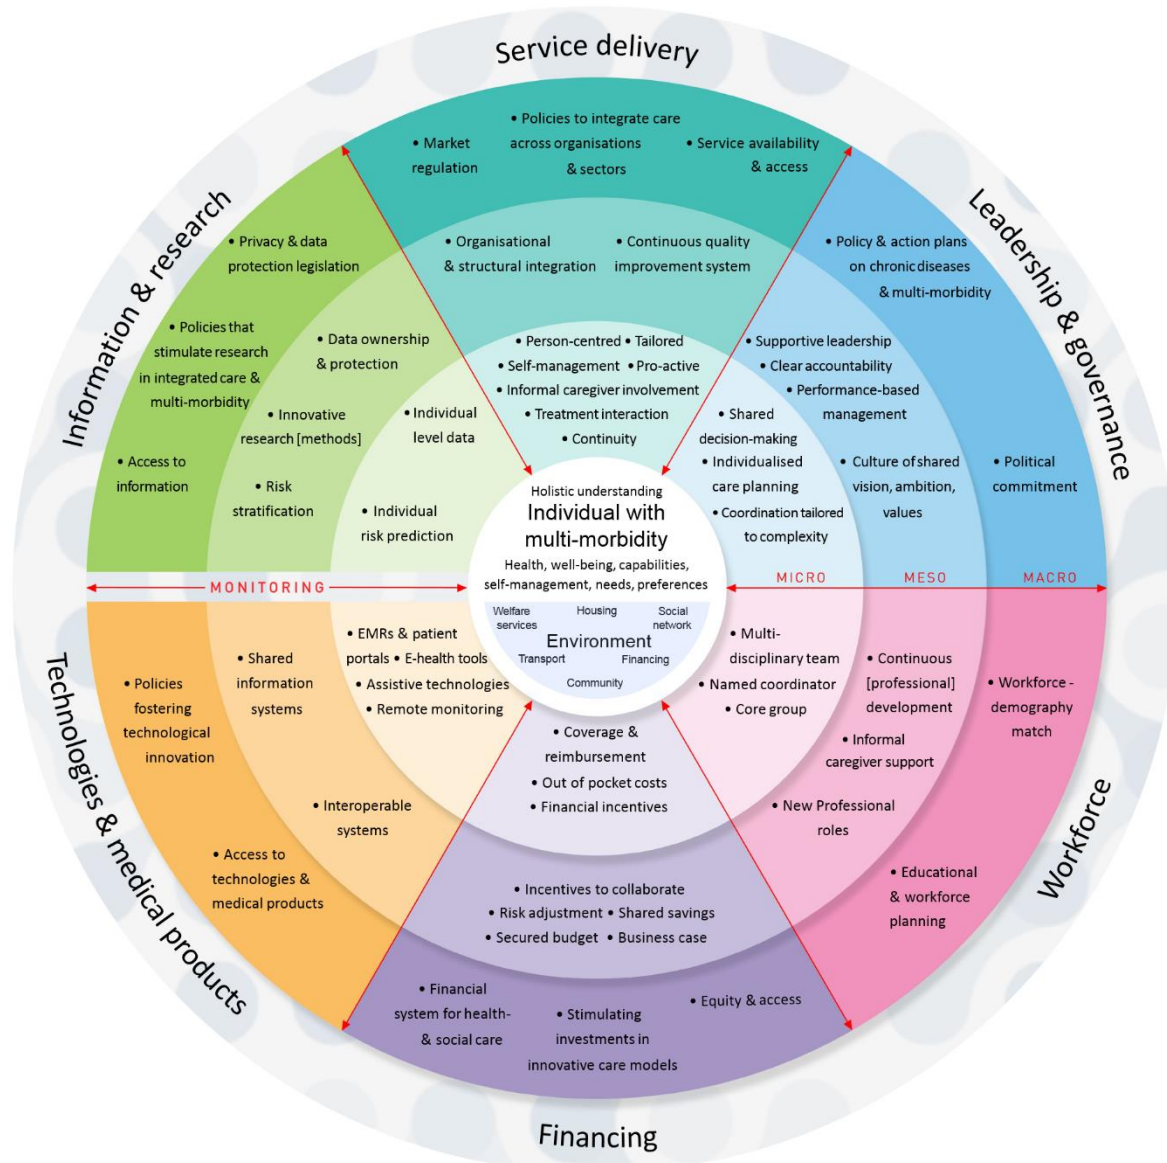 Service delivery
• Policies to integrate care
across organisations
& sectors
• Market
regulation
• Service availability
& access
• Organisational
& structural integration
• Continuous quality
improvement system
• Person-centred • Tailored
• Self-management • Pro-active
• Informal caregiver involvement
• Treatment interaction
• Continuity
Leadership & governance
• Policy & action plans
on chronic diseases
& multi-morbidity
• Political
commitment
• Supportive leadership
• Clear accountability
• Performance-based
management
• Culture of shared
vision, ambition,
values
• Shared
decision-making
• Individualised
care planning
• Coordination tailored
to complexity
Information & research
• Privacy & data
protection legislation
• Policies that
stimulate research
in integrated care &
multi-morbidity
• Access to
information
• Data ownership
& protection
• Innovative
research [methods]
• Risk
stratification
• Individual
level data
• Individual
risk prediction
Holistic understanding
Individual with
multi-morbidity
Health, well-being, capabilities,
self-management, needs, preferences
Welfare
services
Housing
Social
network
Environment
Transport
Financing
Community
MONITORING
MICRO
MESO
MACRO
Technologies & medical products
• EMRs & patient
portals • E-health tools
• Assistive technologies
• Remote monitoring
• Shared
information
systems
• Interoperable
systems
• Policies
fostering
technological
innovation
• Access to
technologies &
medical products
Workforce
• Multi-
disciplinary team
• Named coordinator
• Core group
• Continuous
[professional]
development
• Informal
caregiver support
• New Professional
roles
• Workforce -
demography
match
• Educational
& workforce
planning
• Coverage &
reimbursement
• Out of pocket costs
• Financial incentives
• Incentives to collaborate
• Risk adjustment • Shared savings
• Secured budget • Business case
• Financial
system for health-
& social care
• Stimulating
investments in
innovative care models
• Equity & access
Financing